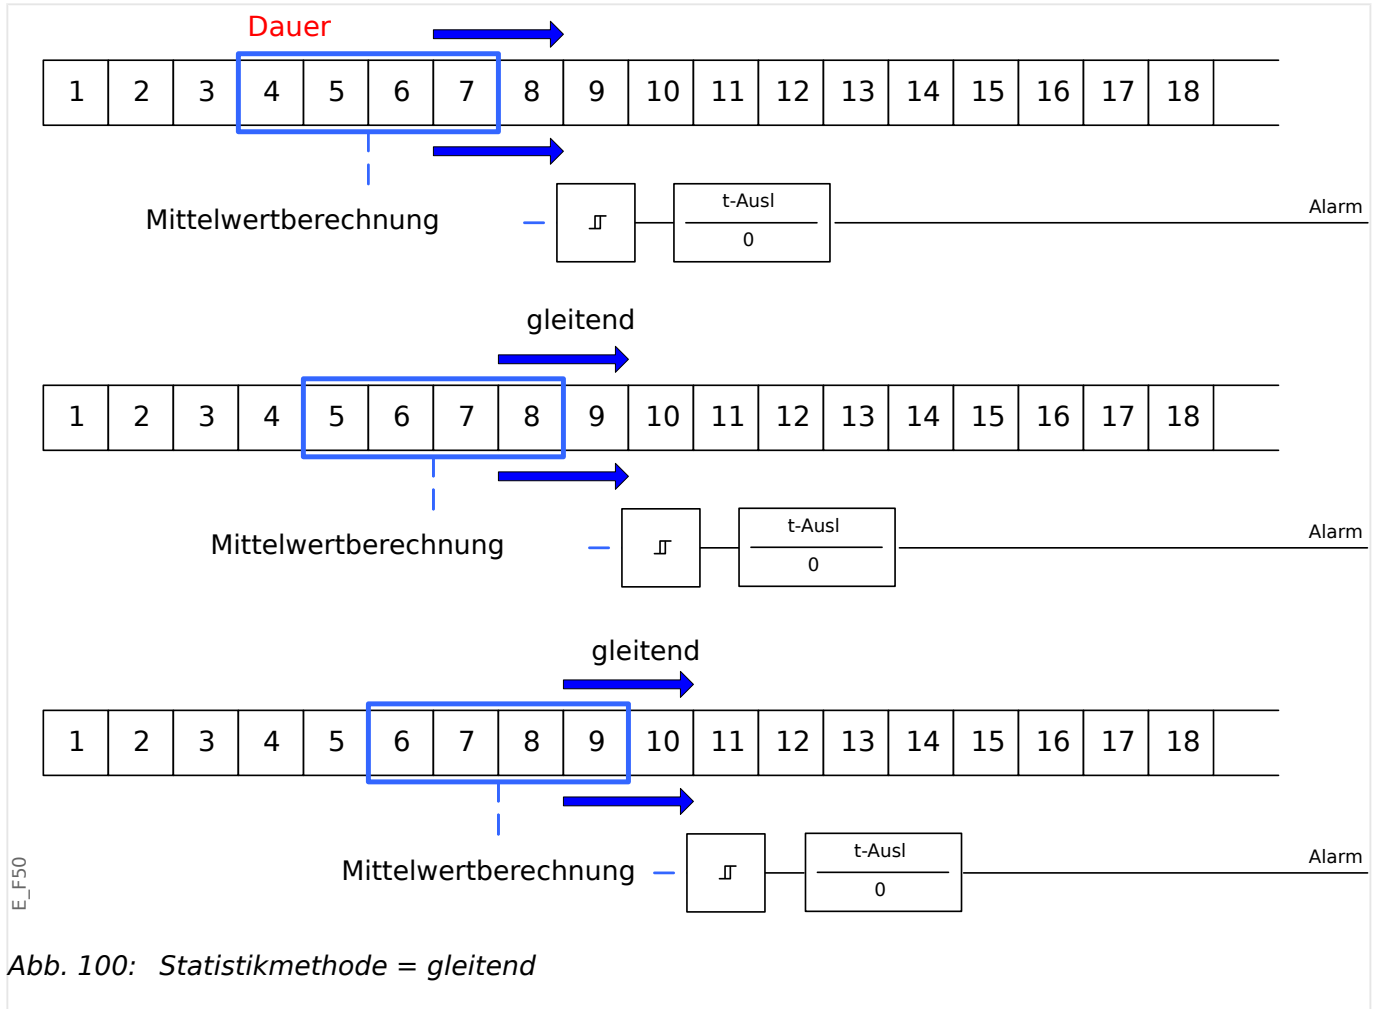 Dauer
1 2 3 4 5 6 7 8 9 10 11 12 13 14 15 16 17 18
Mittelwertberechnung
t-Ausl
0
Alarm
gleitend
1 2 3 4 5 6 7 8 9 10 11 12 13 14 15 16 17 18
Mittelwertberechnung
t-Ausl
0
Alarm
gleitend
1 2 3 4 5 6 7 8 9 10 11 12 13 14 15 16 17 18
Mittelwertberechnung
t-Ausl
0
Alarm
E_F50
Abb. 100: Statistikmethode = gleitend